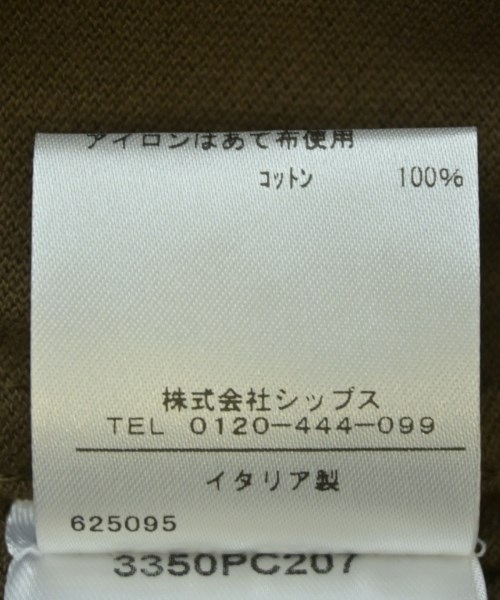 アイロンはあて布使用
コットン 100%
株式会社シップス
TEL 0120-444-099
イタリア製
625095
3350PC207